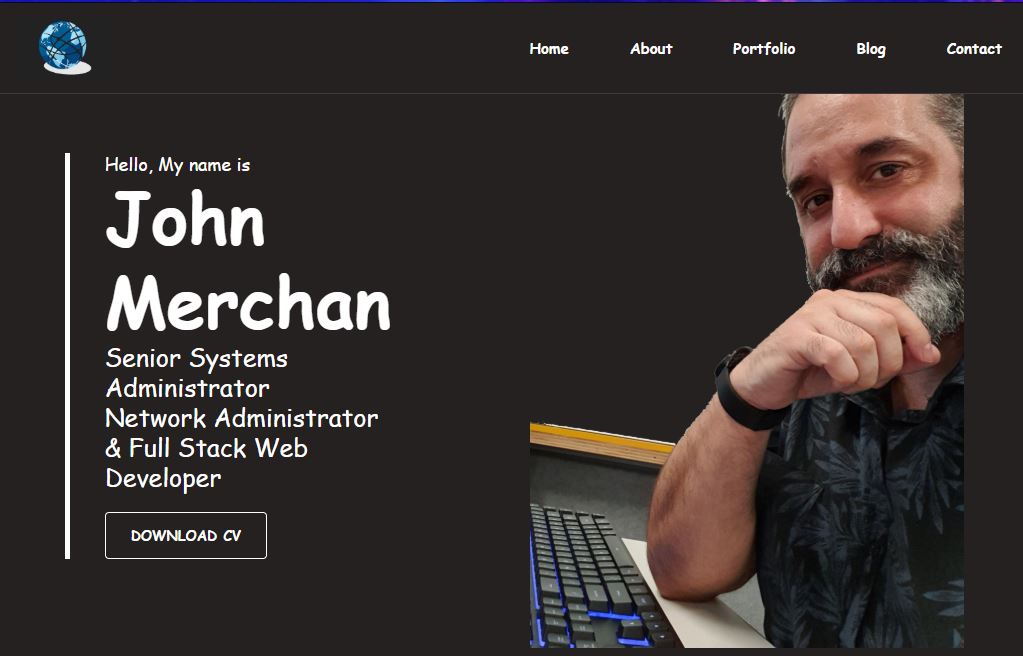 Home About Portfolio Blog Contact
Hello, My name is
John
Merchan
Senior Systems
Administrator
Network Administrator
& Full Stack Web
Developer
DOWNLOAD CV